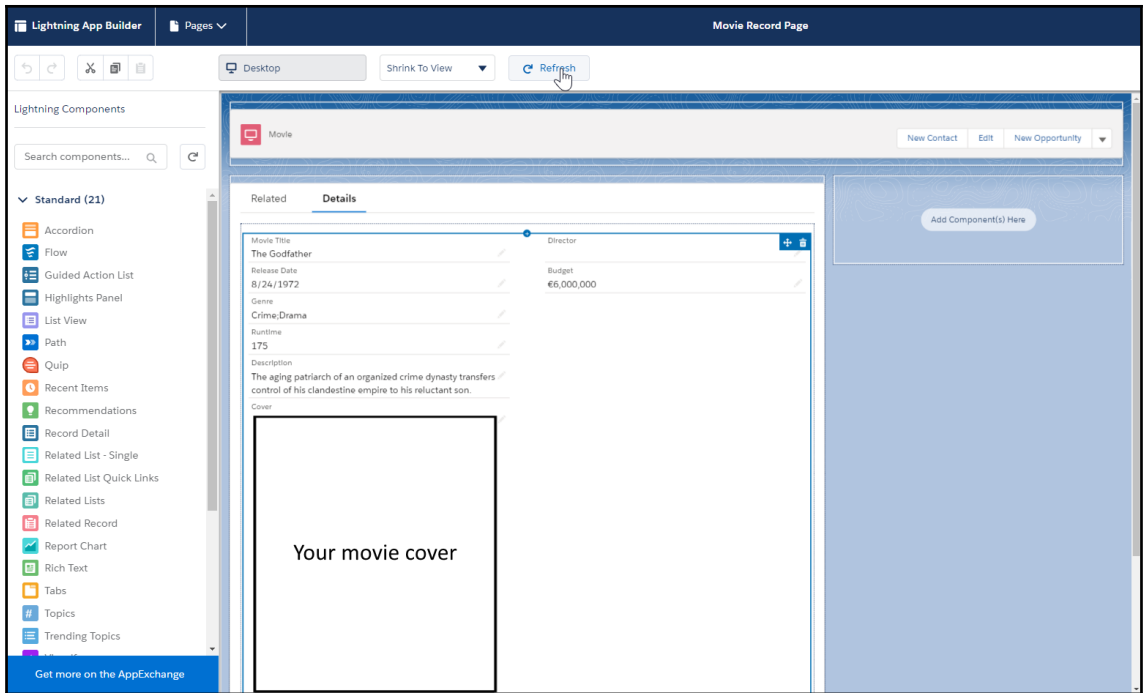 Lightning App Builder
Pages
Movie Record Page
Desktop
Shrink To View
Refresh
Lightning Components
Search components...
Standard (21)
Accordion
Flow
Guided Action List
Highlights Panel
List View
Path
Quip
Recent Items
Recommendations
Record Detail
Related List - Single
Related List Quick Links
Related Lists
Related Record
Report Chart
Rich Text
Tabs
Topics
Trending Topics
Get more on the AppExchange
Movie
New Contact
Edit
New Opportunity
Related
Details
Movie Title
The Godfather
Release Date
8/24/1972
Genre
Crime;Drama
Runtime
175
Description
The aging patriarch of an organized crime dynasty transfers
control of his clandestine empire to his reluctant son.
Cover
Your movie cover
Director
Budget
€6,000,000
Add Component(s) Here